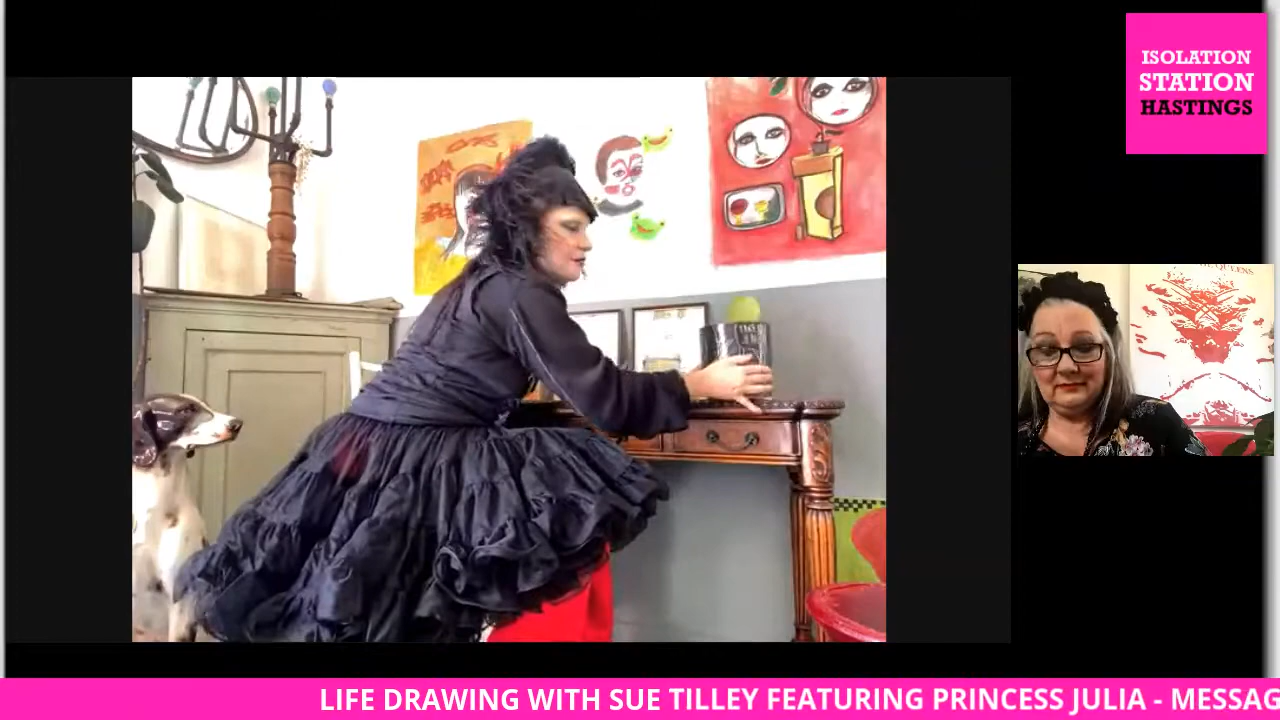 ISOLATION
STATION
HASTINGS
LIFE DRAWING WITH SUE TILLEY FEATURING PRINCESS JULIA - MESSAG